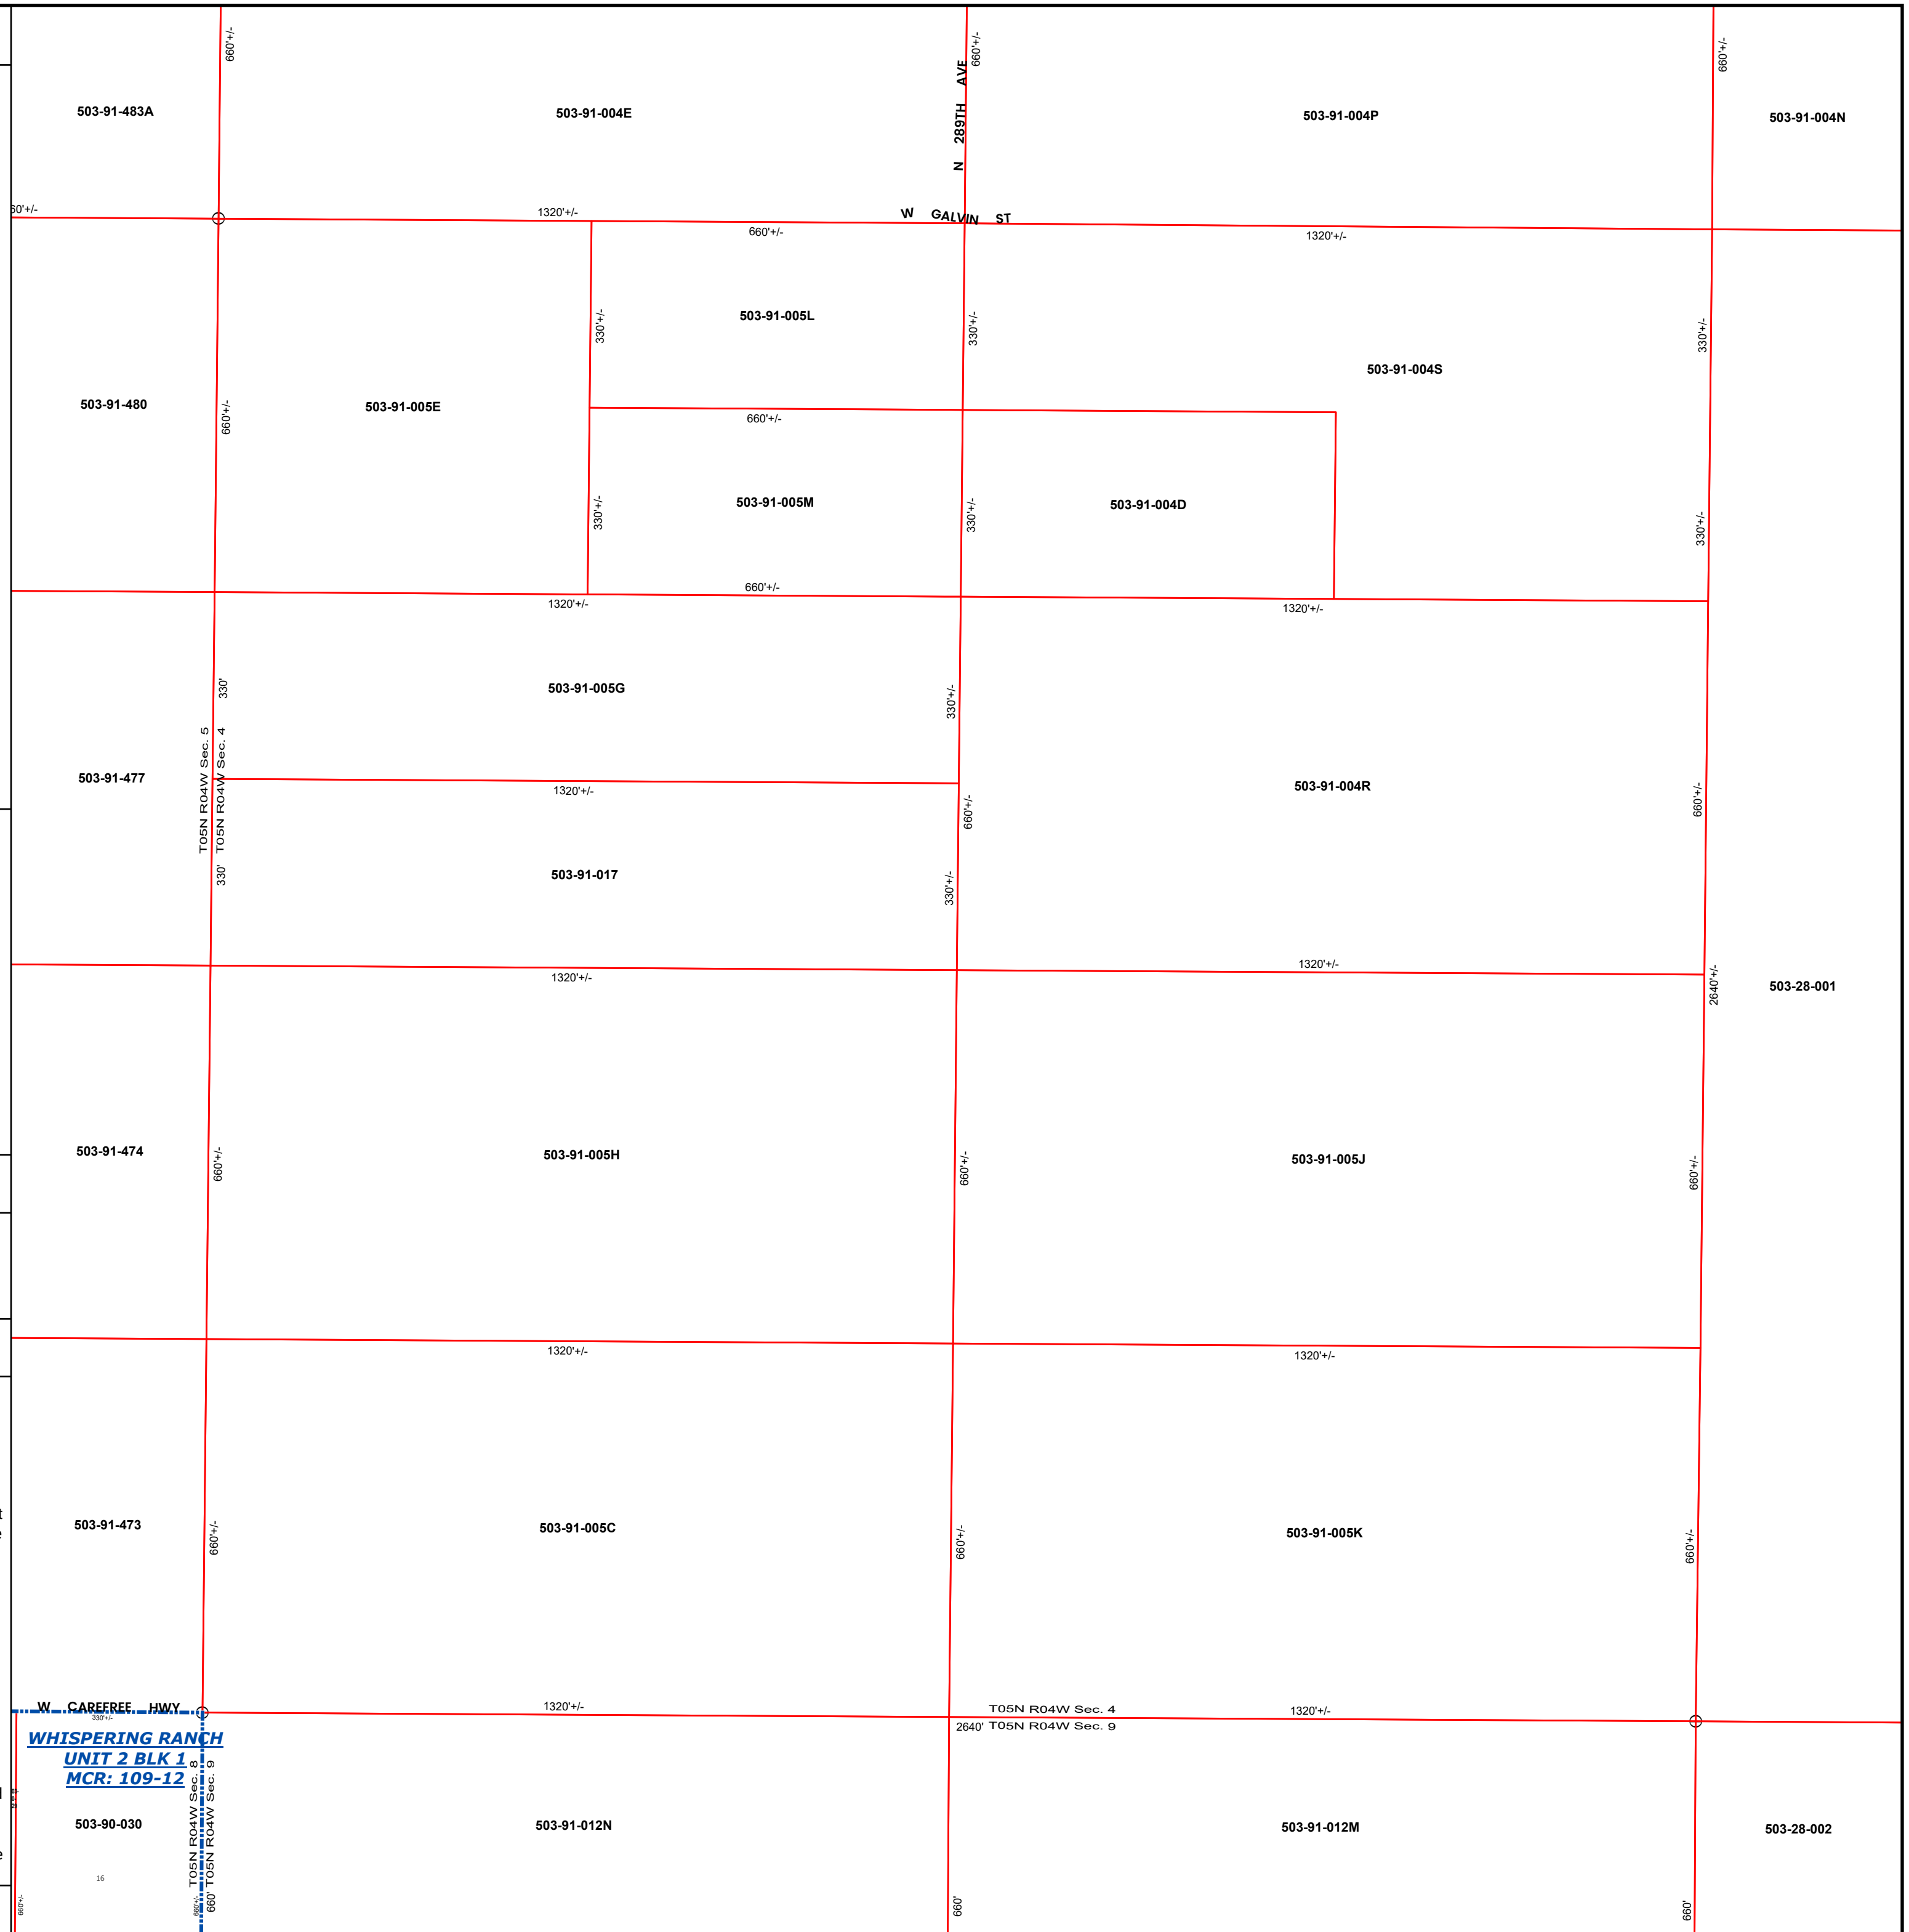 660'+/-
660'+/-
660'+/-
N 289TH AVE
503-91-483A
503-91-004E
503-91-004P
503-91-004N
60'+/-
1320'+/-
W GALVIN ST
660'+/-
1320'+/-
503-91-005L
330'+/-
330'+/-
330'+/-
503-91-004S
503-91-480
660'+/-
503-91-005E
660'+/-
503-91-005M
503-91-004D
330'+/-
330'+/-
330'+/-
660'+/-
1320'+/-
1320'+/-
330'
503-91-005G
330'+/-
T05N R04W Sec. 5
T05N R04W Sec. 4
503-91-477
1320'+/-
660'+/-
503-91-004R
660'+/-
330'
503-91-017
330'+/-
1320'+/-
1320'+/-
2640'+/-
503-28-001
503-91-474
660'+/-
503-91-005H
660'+/-
503-91-005J
660'+/-
1320'+/-
1320'+/-
t
e
503-91-473
660'+/-
503-91-005C
660'+/-
503-91-005K
660'+/-
W CAREFREE HWY
330'+/-
1320'+/-
T05N R04W Sec. 4
1320'+/-
2640'
T05N R04W Sec. 9
WHISPERING RANCH
UNIT 2 BLK 1
MCR: 109-12
T05N R04W Sec. 8
T05N R04W Sec. 9
503-90-030
503-91-012N
503-91-012M
503-28-002
e
16
660'+/-
660'+/-
660'
660'
660'